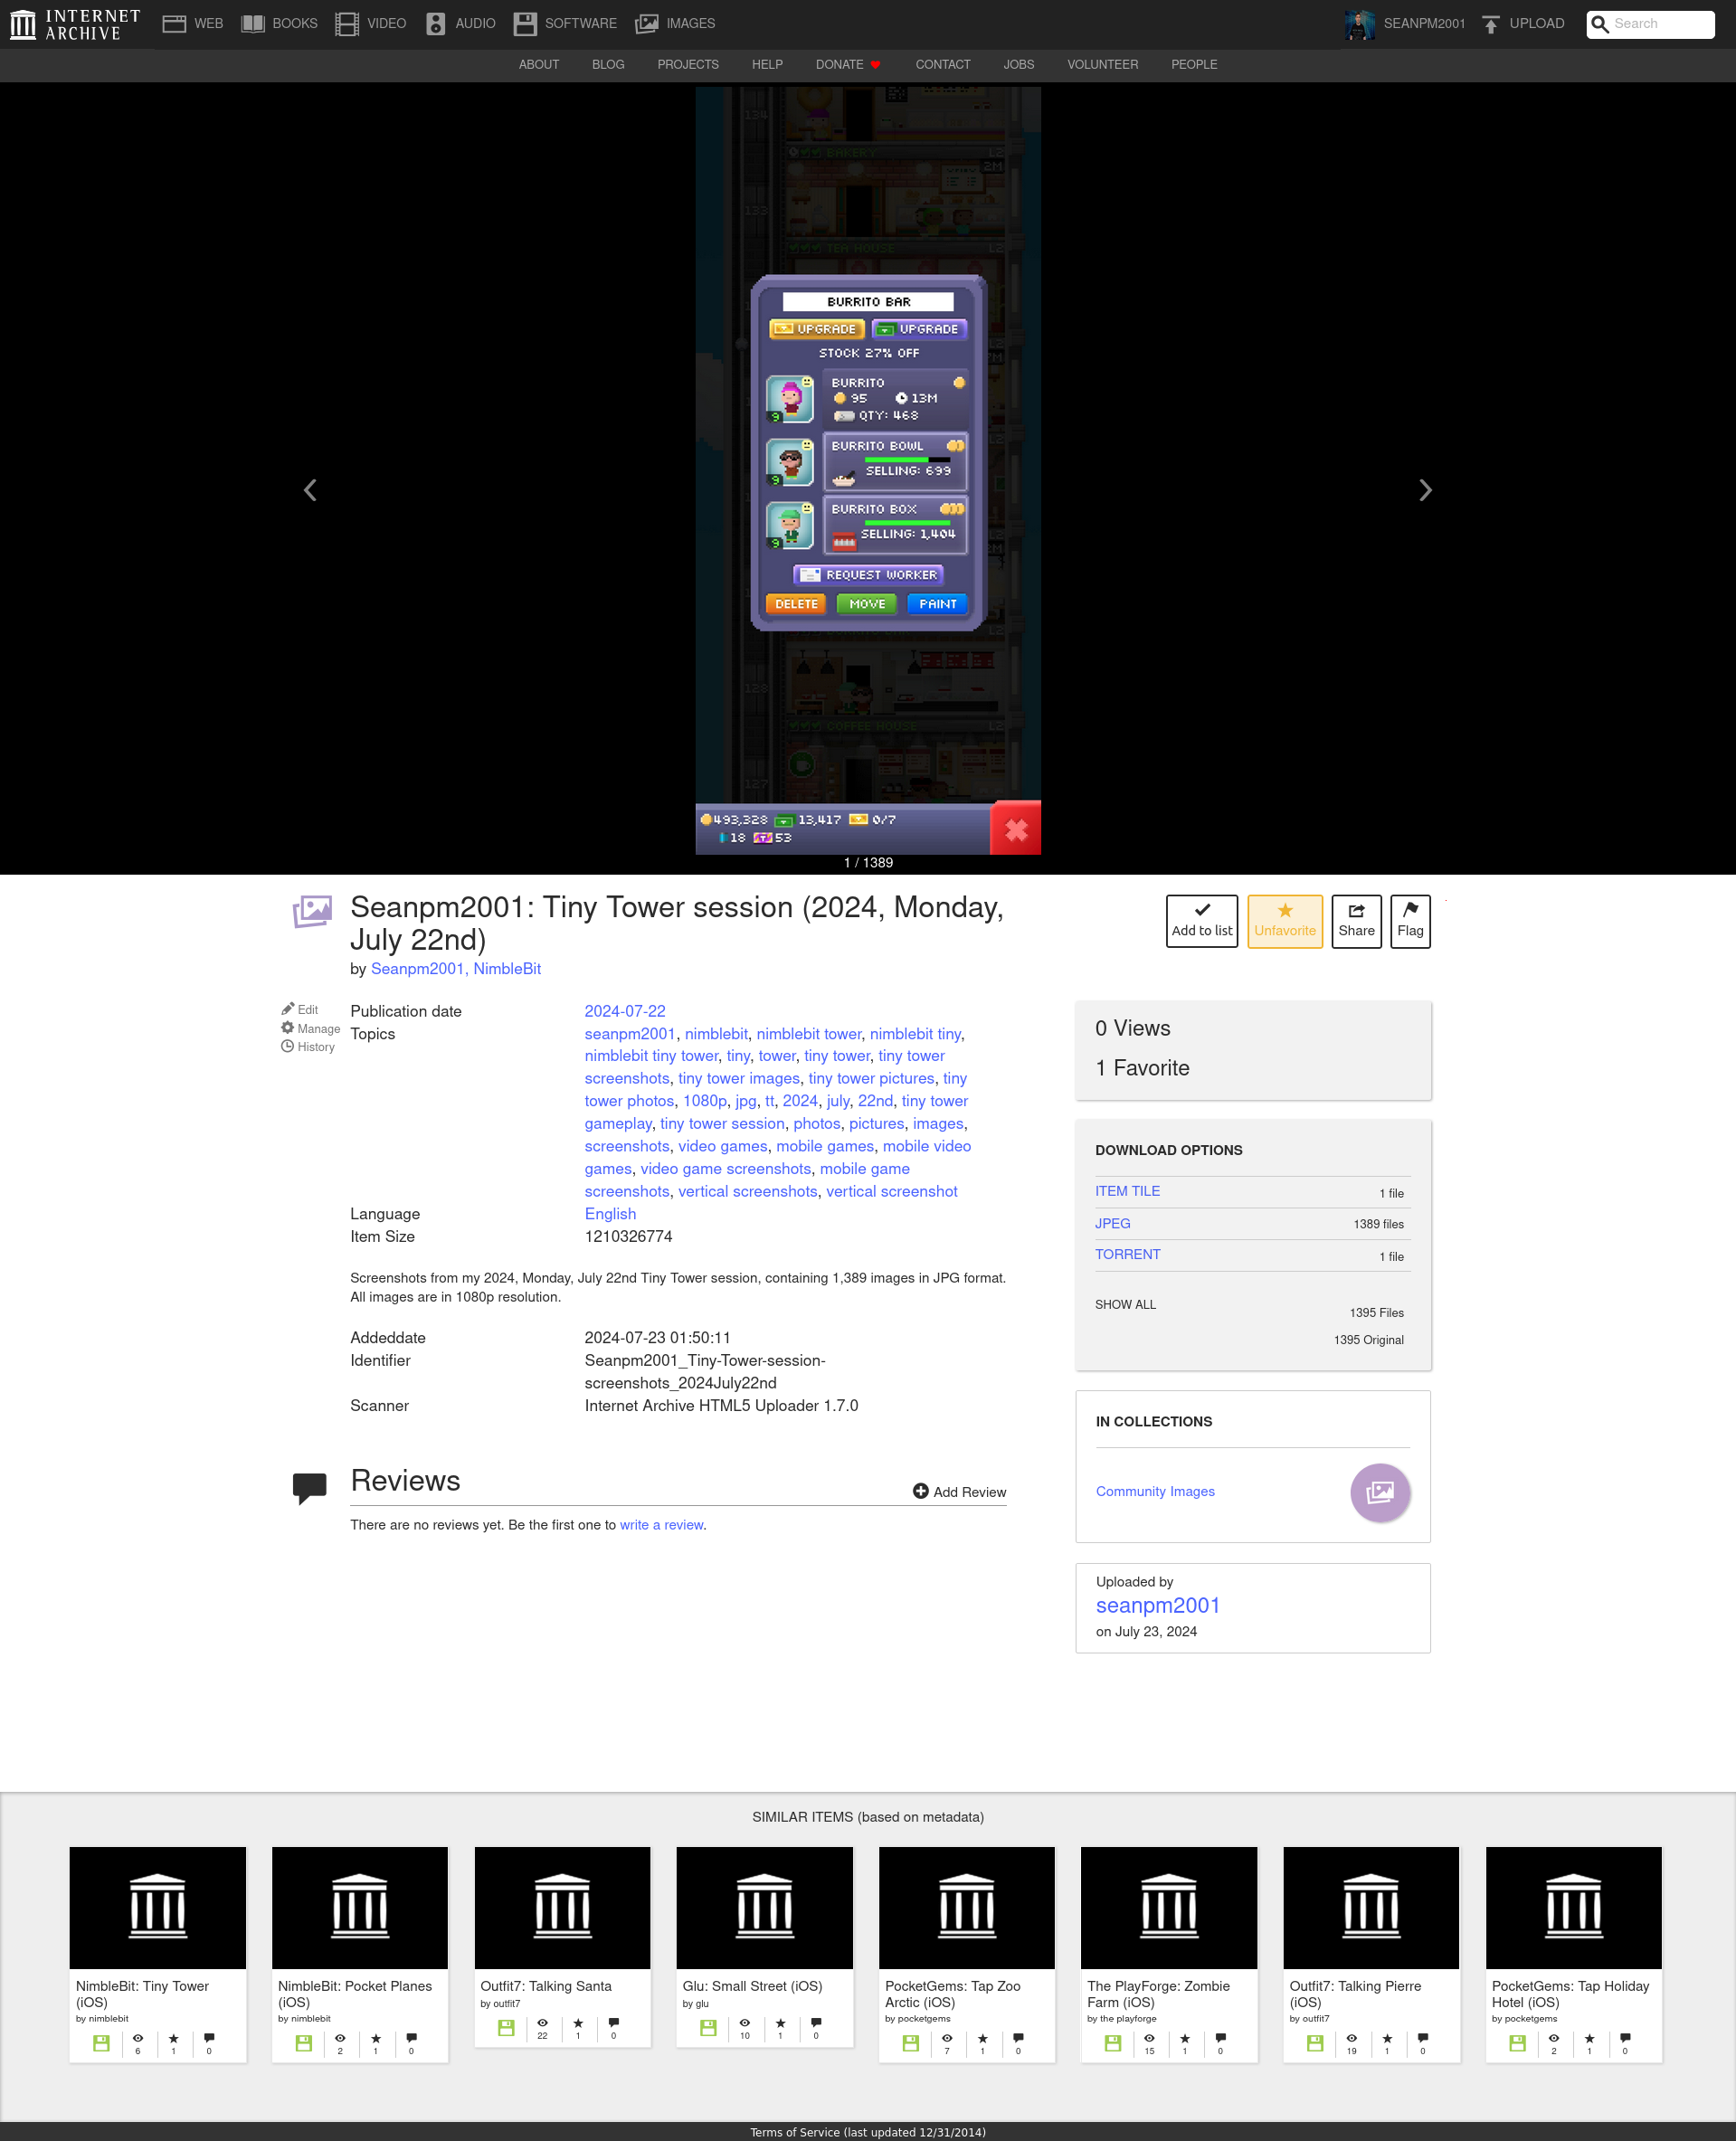 INTERNET ARCHIVE
WEB BOOKS VIDEO AUDIO SOFTWARE IMAGES
SEANPM2001 UPLOAD Search
ABOUT BLOG PROJECTS HELP DONATE CONTACT JOBS VOLUNTEER PEOPLE
134
BAKERY L2
2M
133
TEA HOUSE L2
BURRITO BAR
UPGRADE UPGRADE
STOCK 27% OFF
BURRITO
95 13M
9 QTY: 468
BURRITO BOWL
9 SELLING: 699
BURRITO BOX
9 SELLING: 1,404
REQUEST WORKER
DELETE MOVE PAINT
128
COFFEE HOUSE L2
127
493,328 13,417 0/7
18 53
1 / 1389
Seanpm2001: Tiny Tower session (2024, Monday,
July 22nd)
by Seanpm2001, NimbleBit
Add to list Unfavorite Share Flag
Edit
Manage
History
Publication date 2024-07-22
Topics seanpm2001, nimblebit, nimblebit tower, nimblebit tiny,
nimblebit tiny tower, tiny, tower, tiny tower, tiny tower
screenshots, tiny tower images, tiny tower pictures, tiny
tower photos, 1080p, jpg, tt, 2024, july, 22nd, tiny tower
gameplay, tiny tower session, photos, pictures, images,
screenshots, video games, mobile games, mobile video
games, video game screenshots, mobile game
screenshots, vertical screenshots, vertical screenshot
Language English
Item Size 1210326774
Screenshots from my 2024, Monday, July 22nd Tiny Tower session, containing 1,389 images in JPG format.
All images are in 1080p resolution.
Addeddate 2024-07-23 01:50:11
Identifier Seanpm2001_Tiny-Tower-session-
screenshots_2024July22nd
Scanner Internet Archive HTML5 Uploader 1.7.0
Reviews
Add Review
There are no reviews yet. Be the first one to write a review.
0 Views
1 Favorite
DOWNLOAD OPTIONS
ITEM TILE 1 file
JPEG 1389 files
TORRENT 1 file
SHOW ALL 1395 Files
1395 Original
IN COLLECTIONS
Community Images
Uploaded by
seanpm2001
on July 23, 2024
SIMILAR ITEMS (based on metadata)
NimbleBit: Tiny Tower
(iOS)
by nimblebit
6 1 0
NimbleBit: Pocket Planes
(iOS)
by nimblebit
2 1 0
Outfit7: Talking Santa
by outfit7
22 1 0
Glu: Small Street (iOS)
by glu
10 1 0
PocketGems: Tap Zoo
Arctic (iOS)
by pocketgems
7 1 0
The PlayForge: Zombie
Farm (iOS)
by the playforge
15 1 0
Outfit7: Talking Pierre
(iOS)
by outfit7
19 1 0
PocketGems: Tap Holiday
Hotel (iOS)
by pocketgems
2 1 0
Terms of Service (last updated 12/31/2014)